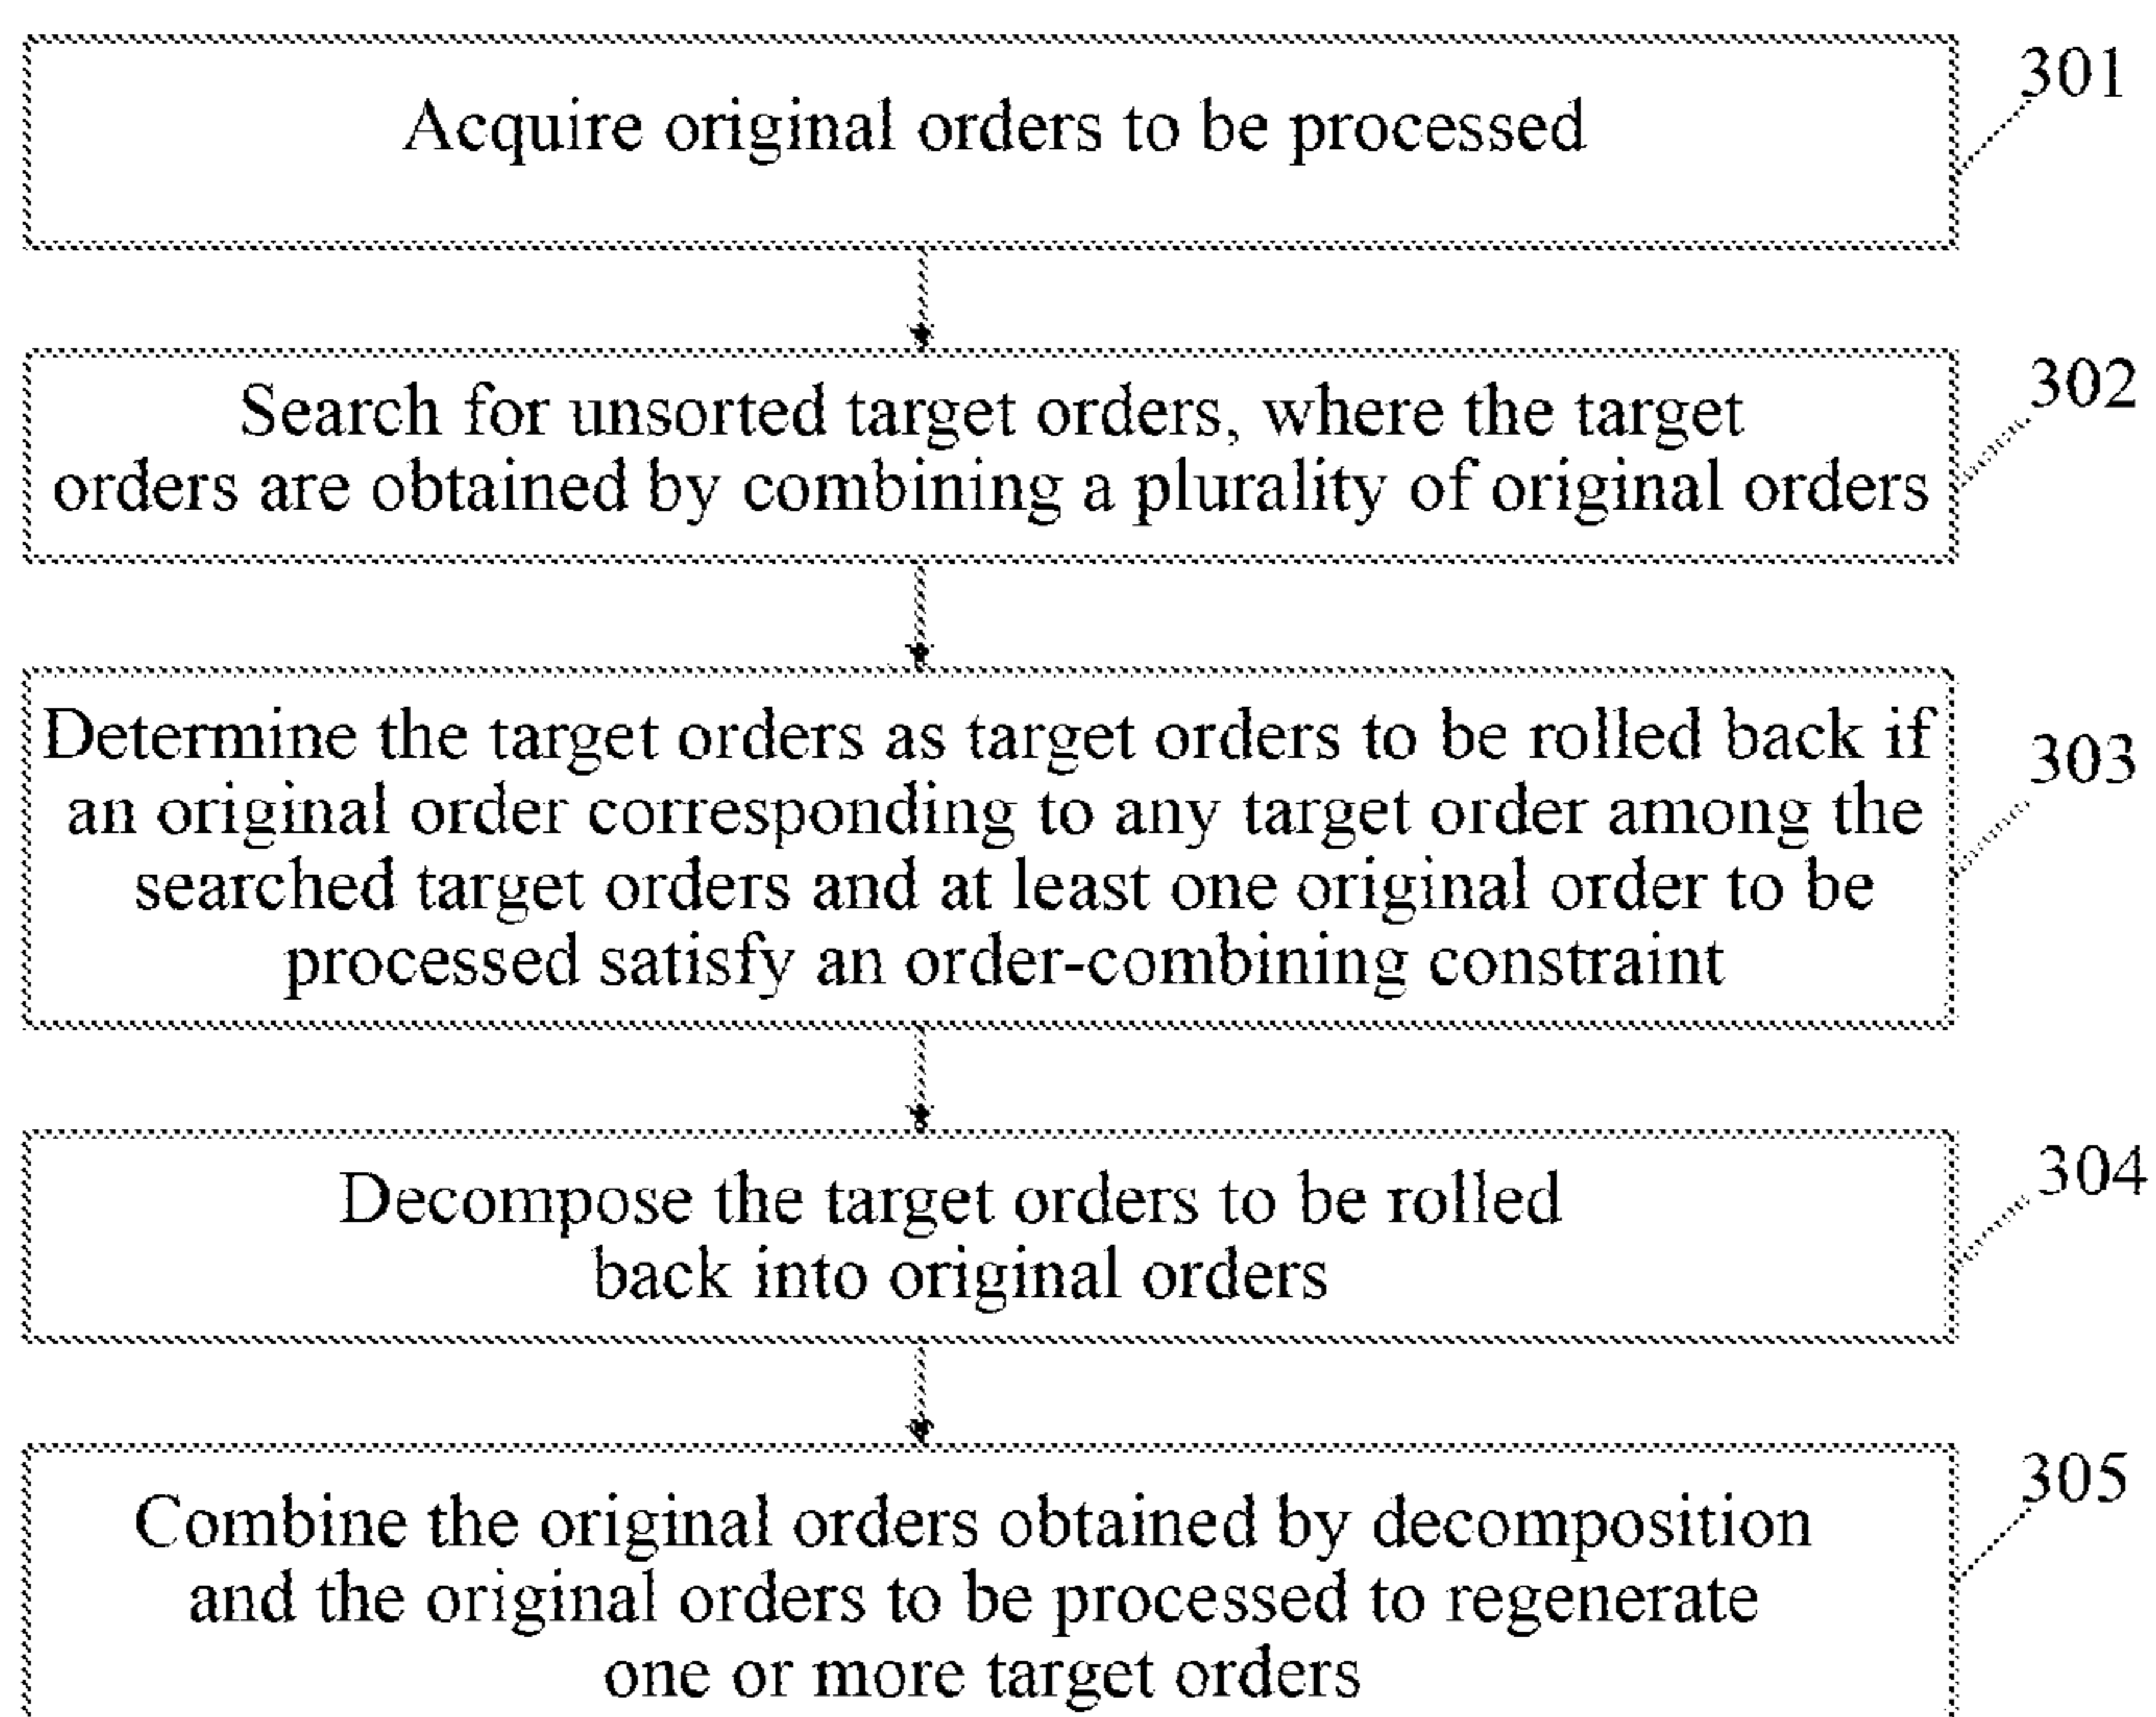 Acquire original orders to be processed
301
Search for unsorted target orders, where the target
orders are obtained by combining a plurality of original orders
302
Determine the target orders as target orders to be rolled back if
an original order corresponding to any target order among the
searched target orders and at least one original order to be
processed satisfy an order-combining constraint
303
Decompose the target orders to be rolled
back into original orders
304
Combine the original orders obtained by decomposition
and the original orders to be processed to regenerate
one or more target orders
305